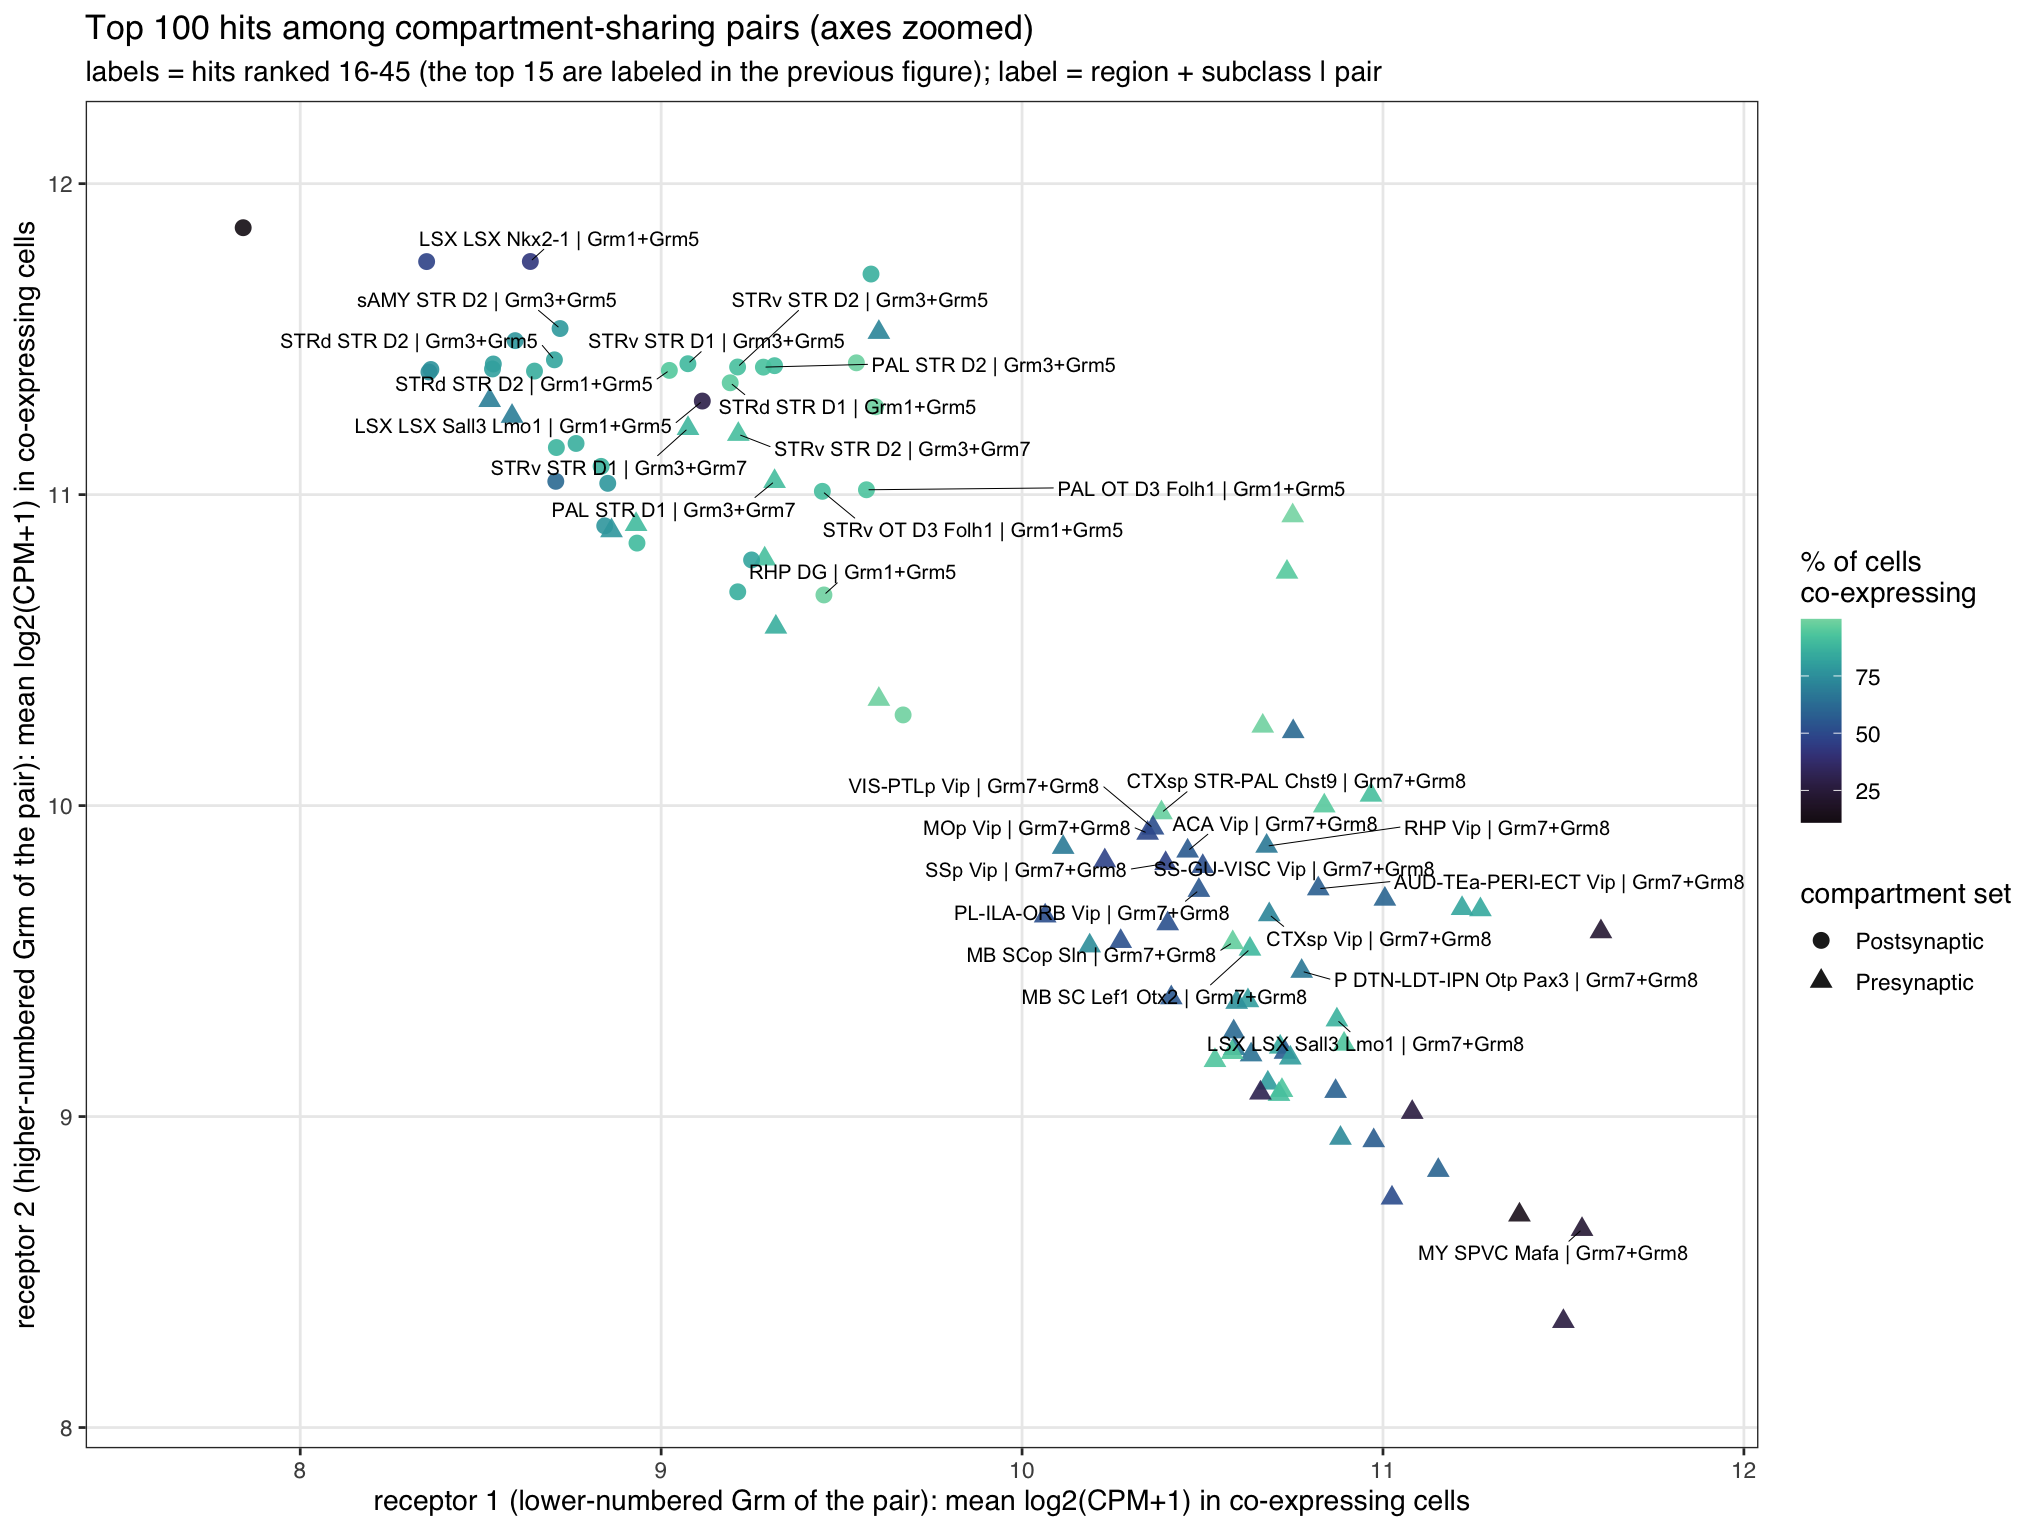 Top 100 hits among compartment-sharing pairs (axes zoomed)
labels = hits ranked 16-45 (the top 15 are labeled in the previous figure); label = region + subclass | pair
receptor 2 (higher-numbered Grm of the pair): mean log2(CPM+1) in co-expressing cells
12
11
10
9
8
LSX LSX Nkx2-1 | Grm1+Grm5
sAMY STR D2 | Grm3+Grm5
STRv STR D2 | Grm3+Grm5
STRd STR D2 | Grm3+Grm5
STRv STR D1 | Grm3+Grm5
PAL STR D2 | Grm3+Grm5
STRd STR D2 | Grm1+Grm5
STRd STR D1 | Grm1+Grm5
LSX LSX Sall3 Lmo1 | Grm1+Grm5
STRv STR D2 | Grm3+Grm7
STRv STR D1 | Grm3+Grm7
PAL OT D3 Folh1 | Grm1+Grm5
PAL STR D1 | Grm3+Grm7
STRv OT D3 Folh1 | Grm1+Grm5
RHP DG | Grm1+Grm5
VIS-PTLp Vip | Grm7+Grm8
CTXsp STR-PAL Chst9 | Grm7+Grm8
MOp Vip | Grm7+Grm8
ACA Vip | Grm7+Grm8
RHP Vip | Grm7+Grm8
SSp Vip | Grm7+Grm8
SS-GU-VISC Vip | Grm7+Grm8
AUD-TEa-PERI-ECT Vip | Grm7+Grm8
PL-ILA-ORB Vip | Grm7+Grm8
CTXsp Vip | Grm7+Grm8
MB SCop Sln | Grm7+Grm8
P DTN-LDT-IPN Otp Pax3 | Grm7+Grm8
MB SC Lef1 Otx2 | Grm7+Grm8
LSX LSX Sall3 Lmo1 | Grm7+Grm8
MY SPVC Mafa | Grm7+Grm8
8
9
10
11
12
receptor 1 (lower-numbered Grm of the pair): mean log2(CPM+1) in co-expressing cells
% of cells
co-expressing
75
50
25
compartment set
Postsynaptic
Presynaptic